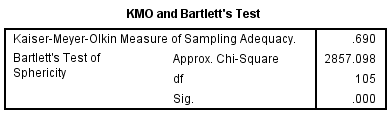 KMO and Bartlett's Test
Kaiser-Meyer-Olkin Measure of Sampling Adequacy. .690
Bartlett's Test of Sphericity Approx. Chi-Square 2857.098
df 105
Sig. .000